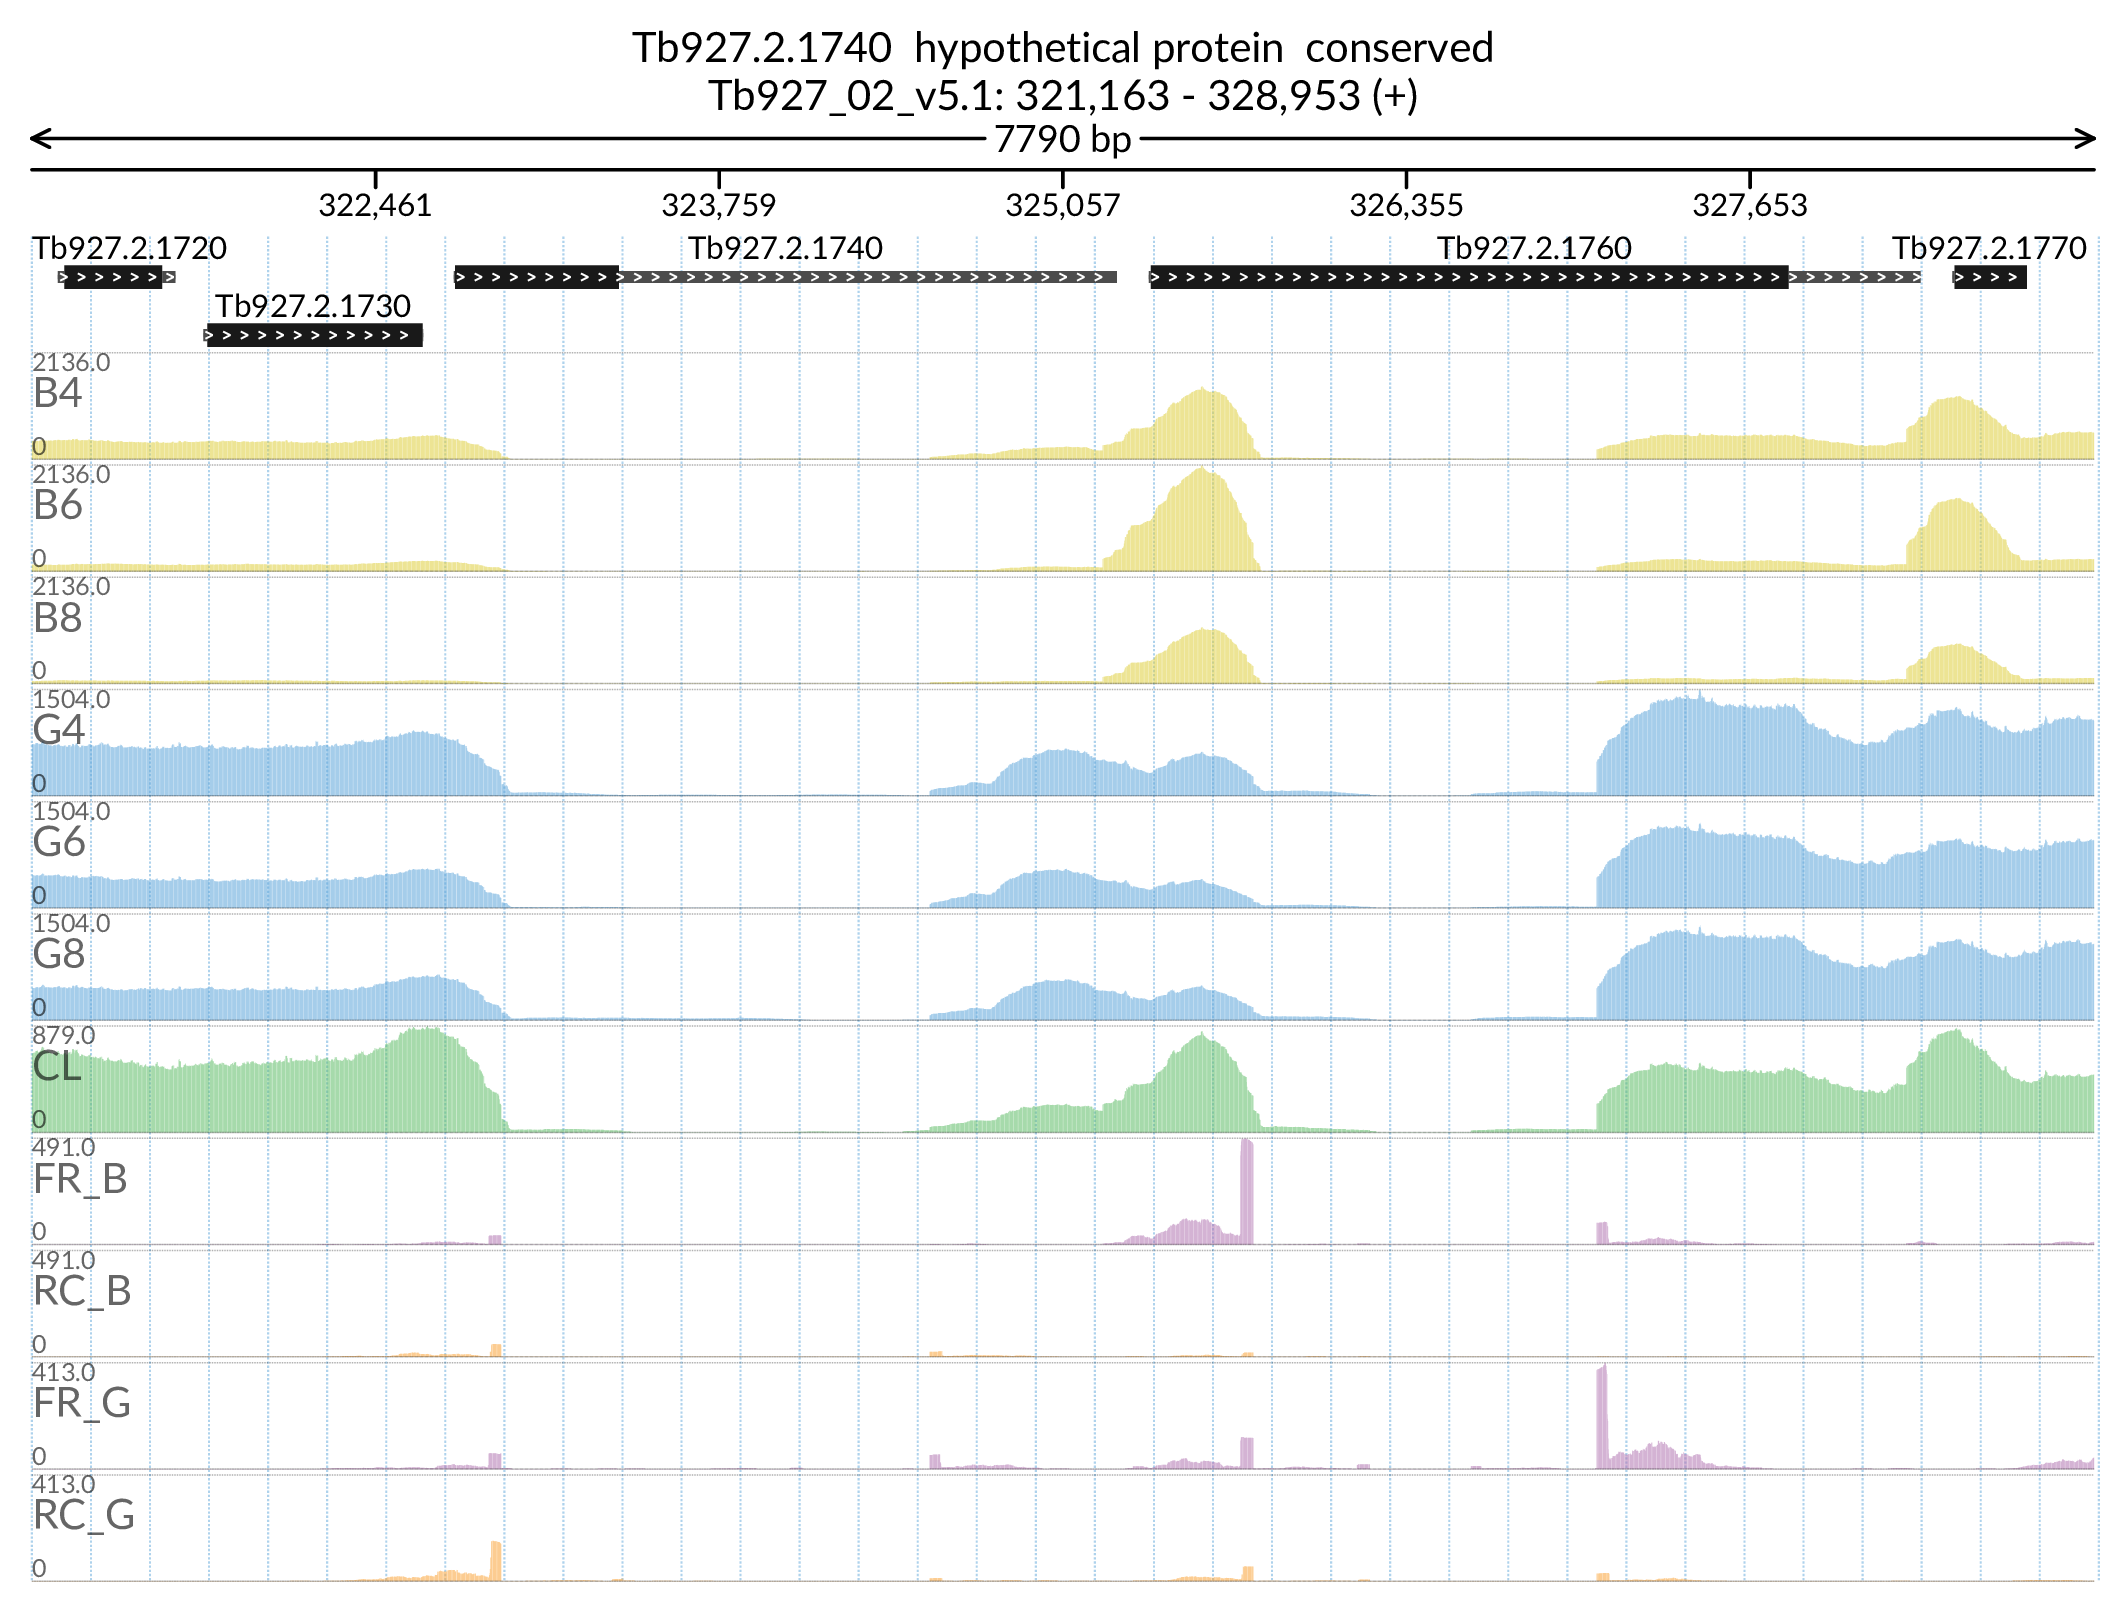 Tb927.2.1740  hypothetical protein  conserved
Tb927_02_v5.1: 321,163 - 328,953 (+)
7790 bp
322,461 323,759 325,057 326,355 327,653
Tb927.2.1720 Tb927.2.1740 Tb927.2.1760 Tb927.2.1770
Tb927.2.1730
2136.0
B4
0
2136.0
B6
0
2136.0
B8
0
1504.0
G4
0
1504.0
G6
0
1504.0
G8
0
879.0
CL
0
491.0
FR_B
0
491.0
RC_B
0
413.0
FR_G
0
413.0
RC_G
0